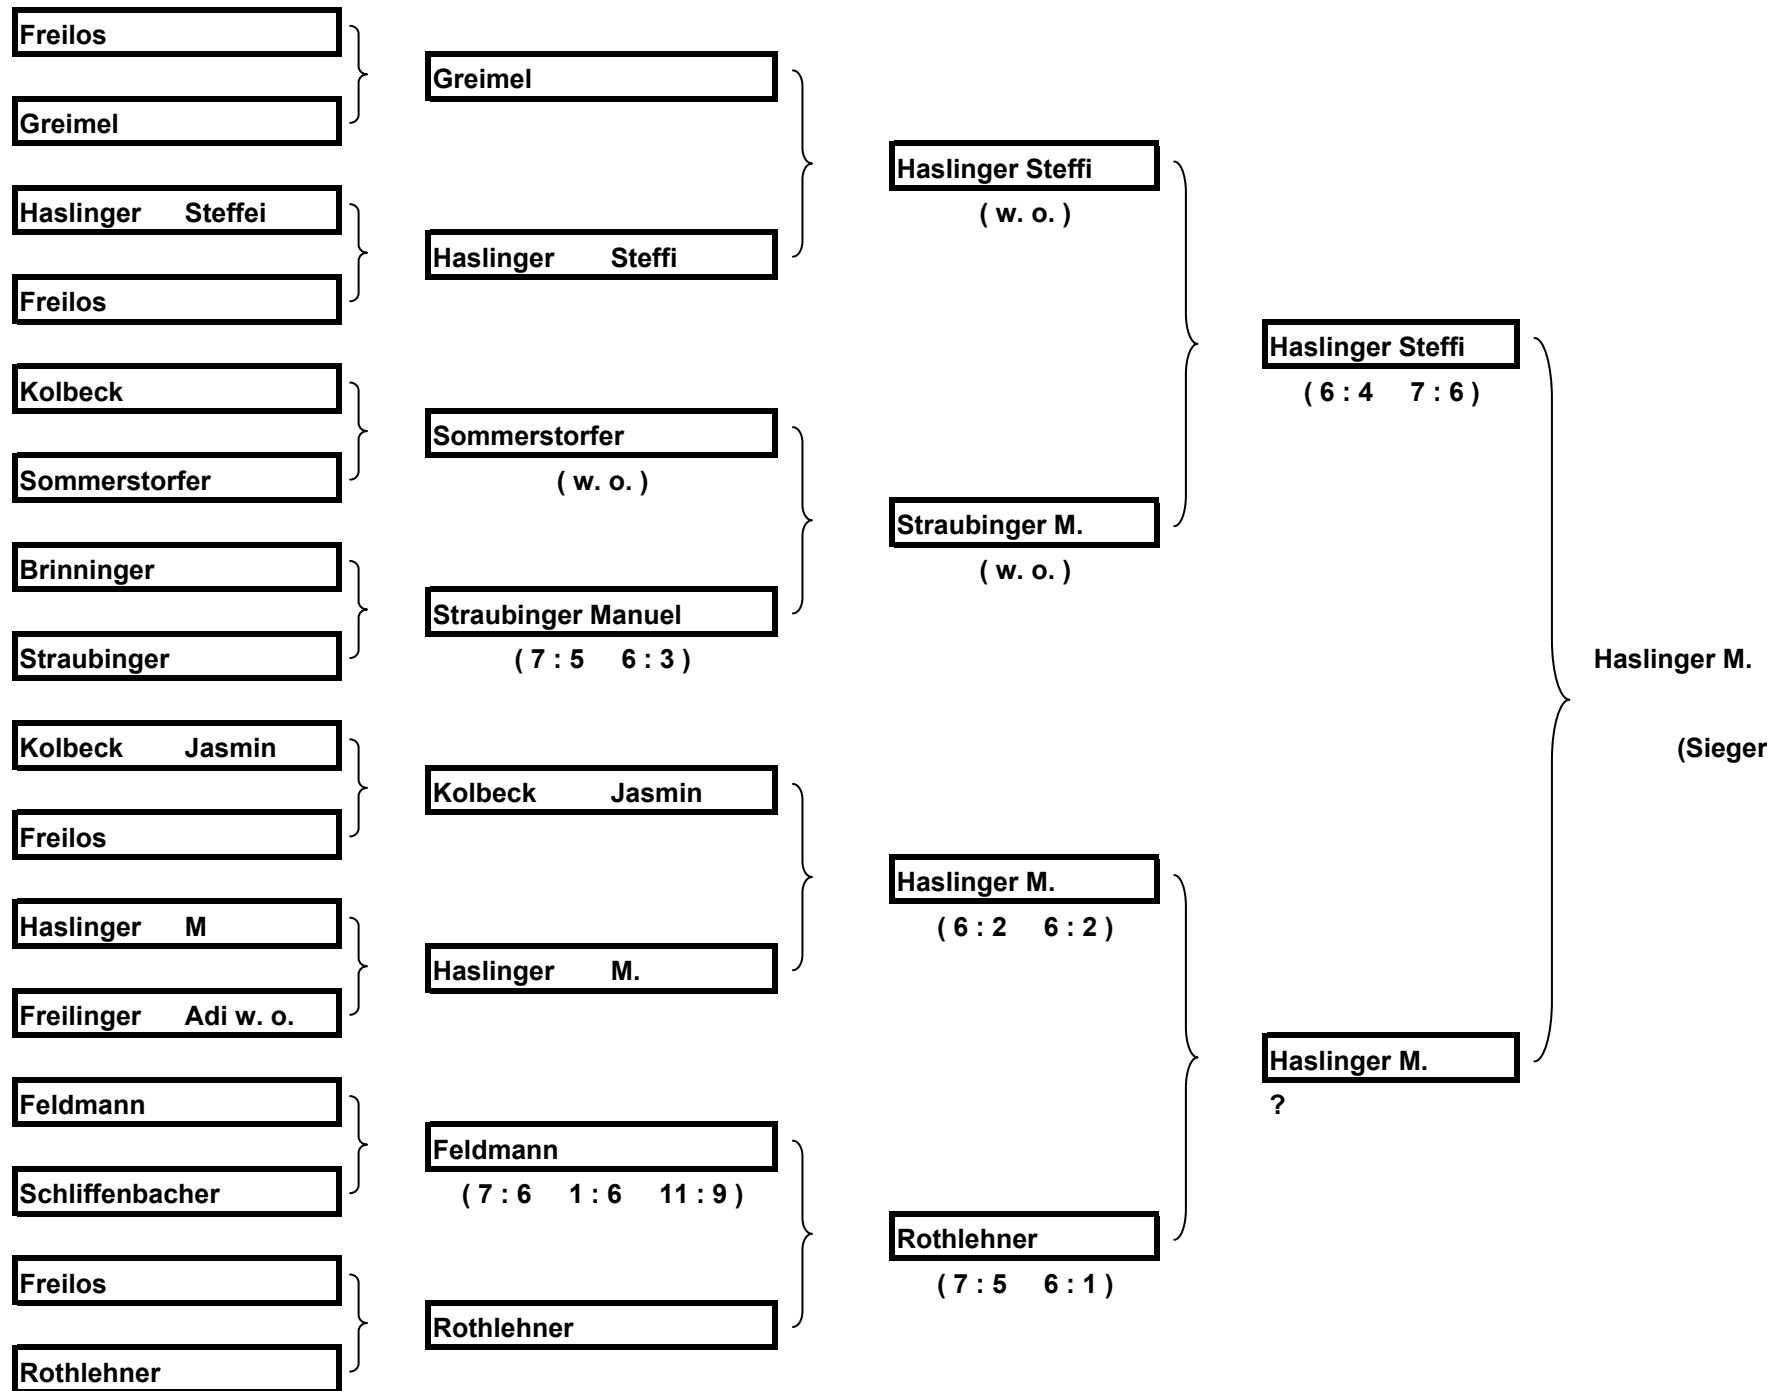 Freilos
Greimel
Haslinger Steffei
Freilos
Kolbeck
Sommerstorfer
Brinninger
Straubinger
Kolbeck Jasmin
Freilos
Haslinger M
Freilinger Adi w. o.
Feldmann
Schliffenbacher
Freilos
Rothlehner
Greimel
Haslinger Steffi
Sommerstorfer
( w. o. )
Straubinger Manuel
( 7 : 5 6 : 3 )
Kolbeck Jasmin
Haslinger M.
Feldmann
( 7 : 6 1 : 6 11 : 9 )
Rothlehner
Haslinger Steffi
( w. o. )
Straubinger M.
( w. o. )
Haslinger M.
( 6 : 2 6 : 2 )
Rothlehner
( 7 : 5 6 : 1 )
Haslinger Steffi
( 6 : 4 7 : 6 )
Haslinger M.
?
Haslinger M.
(Sieger